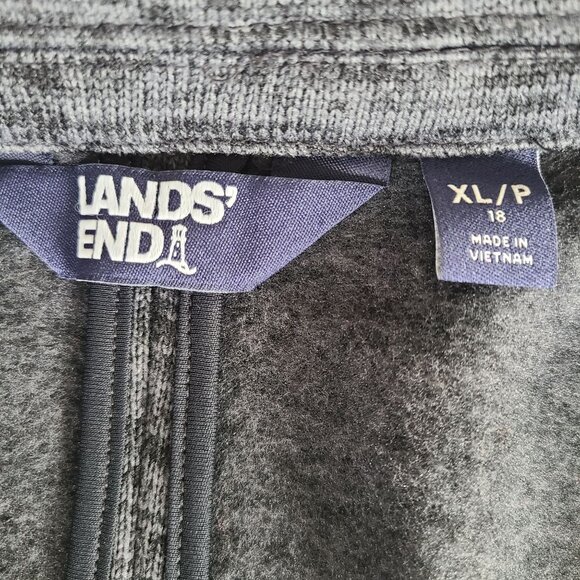 LANDS'
END
XL/P
18
MADE IN
VIETNAM